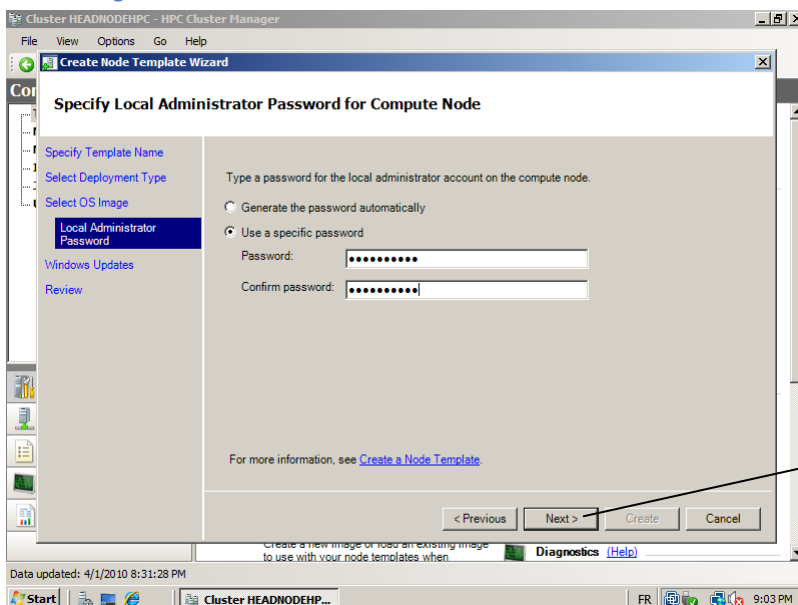 Cluster HEADNODEHPC - HPC Cluster Manager
File View Options Go Help
Create Node Template Wizard
Specify Local Administrator Password for Compute Node
Specify Template Name
Select Deployment Type
Type a password for the local administrator account on the compute node.
Select OS Image
Generate the password automatically
Local Administrator
Password
Use a specific password
Password: ●●●●●●●●●●
Windows Updates
Review
Confirm password: ●●●●●●●●●●
For more information, see Create a Node Template.
< Previous Next > Create Cancel
Create a new image or load an existing image
to use with your node templates when
Diagnostics (Help)
Data updated: 4/1/2010 8:31:28 PM
Start Cluster HEADNODEHP... FR 9:03 PM